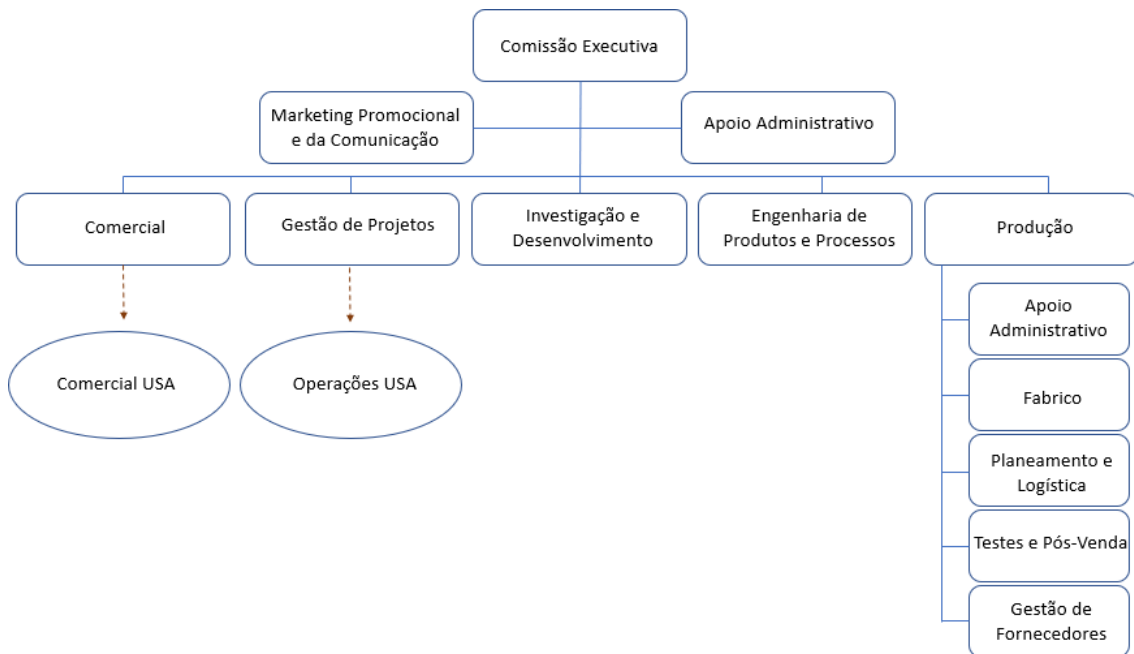 Comissão Executiva
Marketing Promocional
e da Comunicação
Apoio Administrativo
Comercial
Gestão de Projetos
Investigação e
Desenvolvimento
Engenharia de
Produtos e Processos
Produção
Comercial USA
Operações USA
Apoio
Administrativo
Fabrico
Planeamento e
Logística
Testes e Pós-Venda
Gestão de
Fornecedores